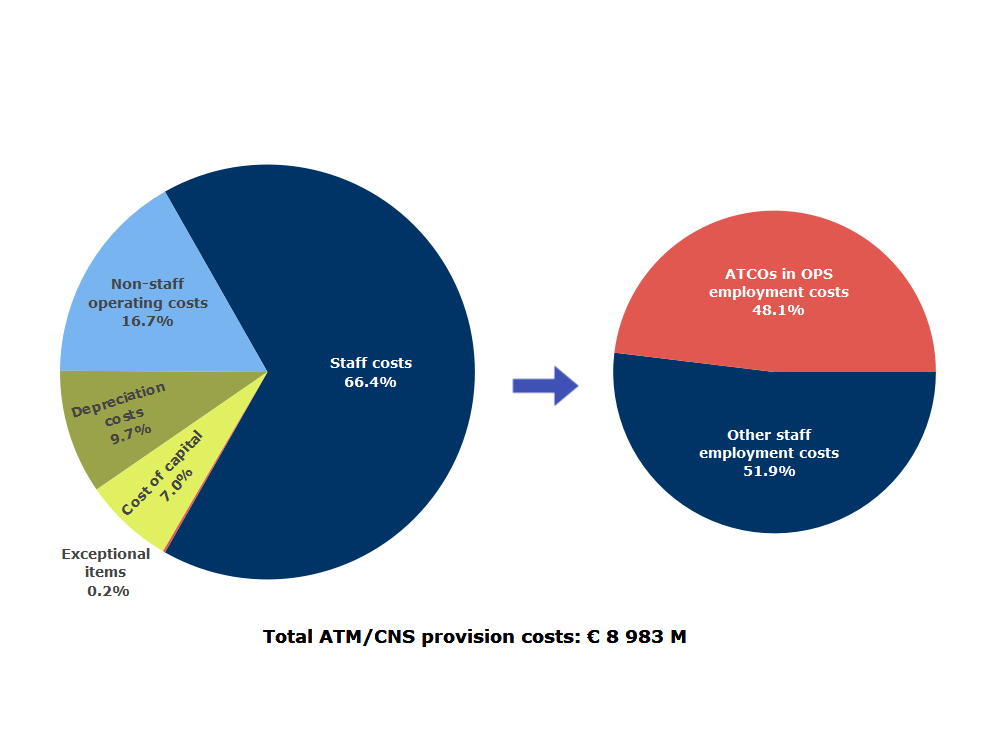 Non-staff
operating costs
16.7%
Staff costs
66.4%
Depreciation
costs
9.7%
Cost of capital
7.0%
Exceptional
items
0.2%
ATCOs in OPS
employment costs
48.1%
Other staff
employment costs
51.9%
Total ATM/CNS provision costs: € 8 983 M